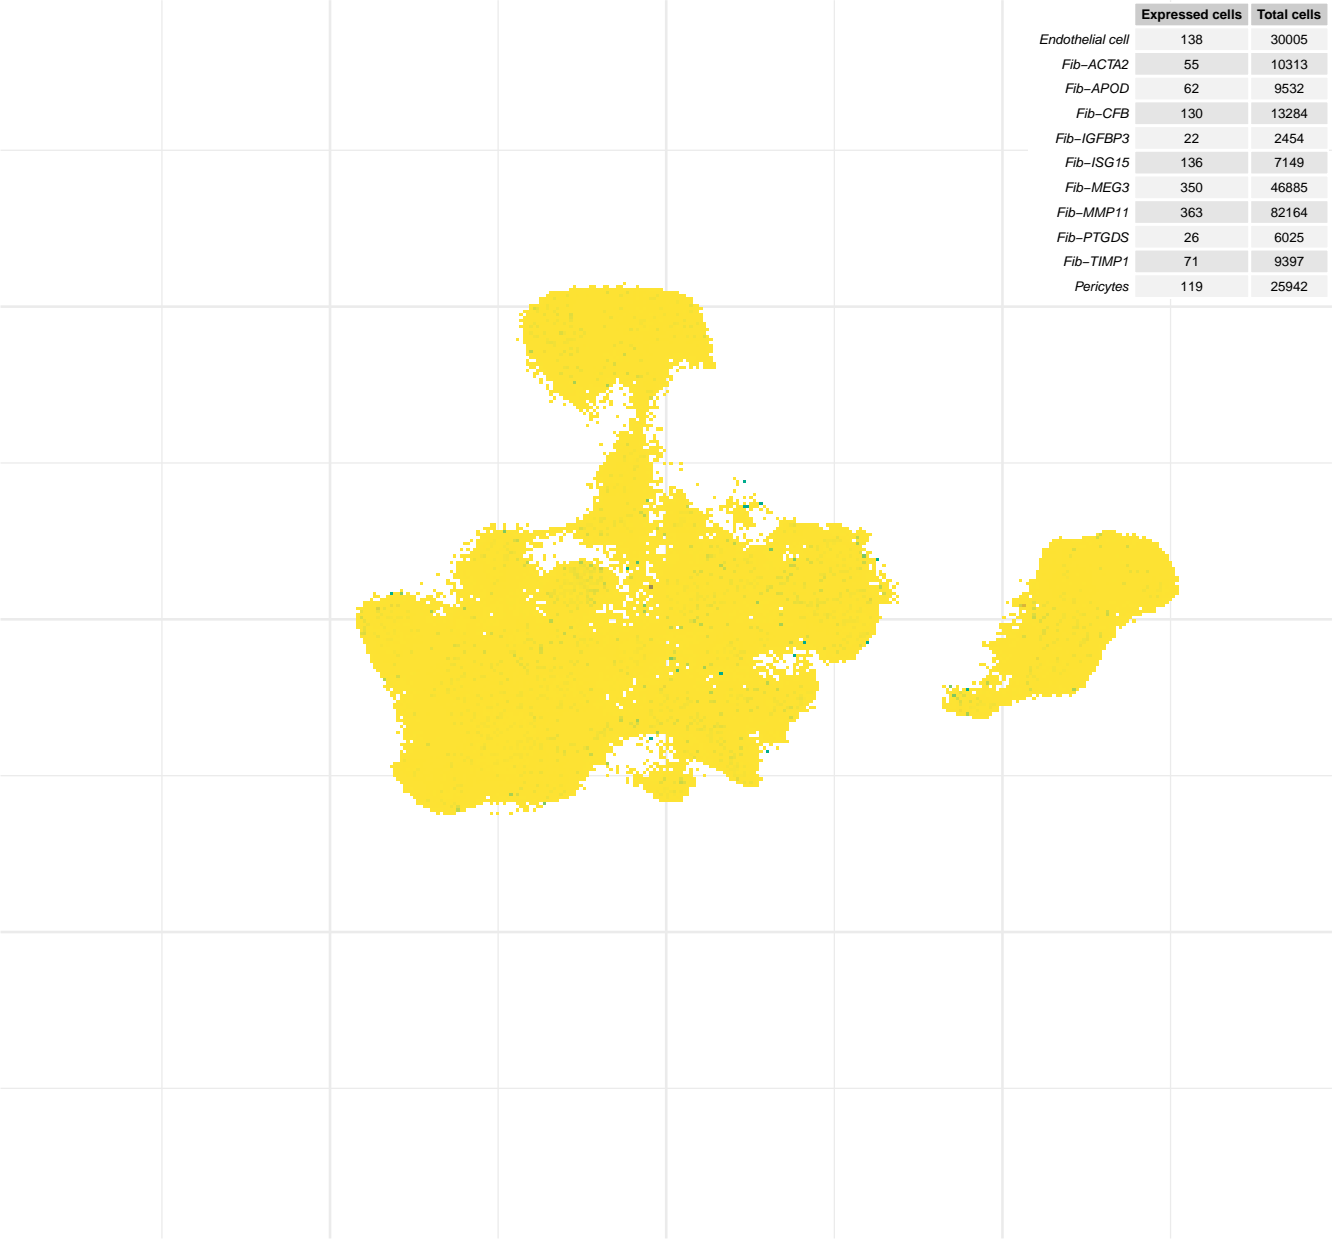 Expressed cells Total cells
Endothelial cell 138 30005
Fib−ACTA2 55 10313
Fib−APOD 62 9532
Fib−CFB 130 13284
Fib−IGFBP3 22 2454
Fib−ISG15 136 7149
Fib−MEG3 350 46885
Fib−MMP11 363 82164
Fib−PTGDS 26 6025
Fib−TIMP1 71 9397
Pericytes 119 25942